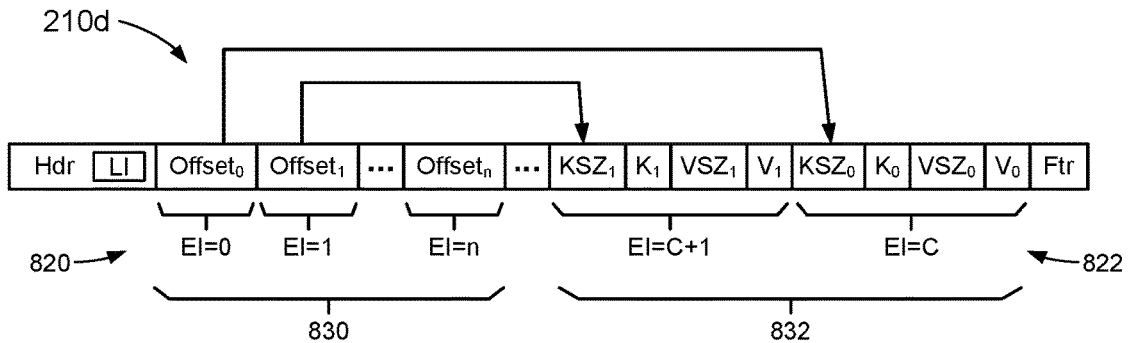 210d
Hdr LI Offset₀ Offset₁ ... Offsetₙ ... KSZ₁ K₁ VSZ₁ V₁ KSZ₀ K₀ VSZ₀ V₀ Ftr
EI=0 EI=1 EI=n EI=C+1 EI=C
820 822
830 832